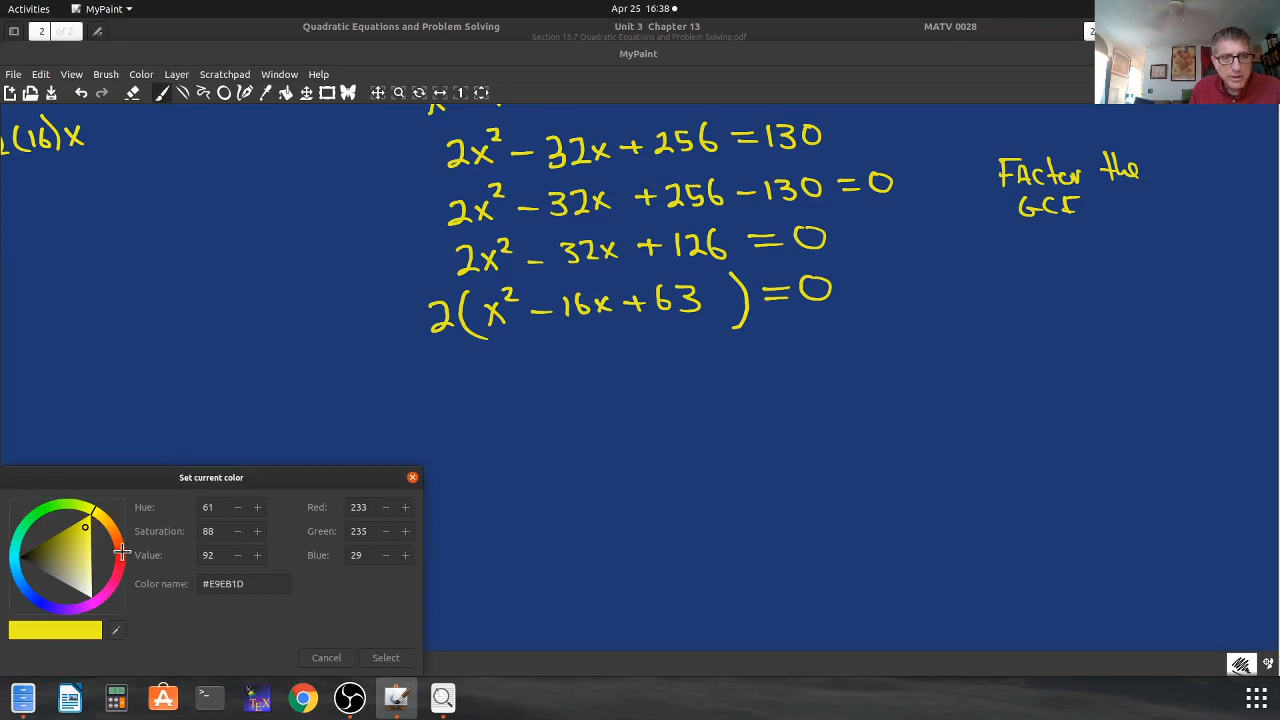 Activities
MyPaint
Apr 25 16:38
2 of 2
Quadratic Equations and Problem Solving
Unit 3 Chapter 13
MATV 0028
Section 13.7 Quadratic Equations and Problem Solving.pdf
MyPaint
File Edit View Brush Color Layer Scratchpad Window Help
(16)x
2x² - 32x + 256 = 130
2x² - 32x + 256 - 130 = 0
2x² - 32x + 126 = 0
2(x² - 16x + 63 ) = 0
FActor the
GCF
Set current color
Hue: 61 - + Red: 233 - +
Saturation: 88 - + Green: 235 - +
Value: 92 - + Blue: 29 - +
Color name: #E9EB1D
Cancel Select